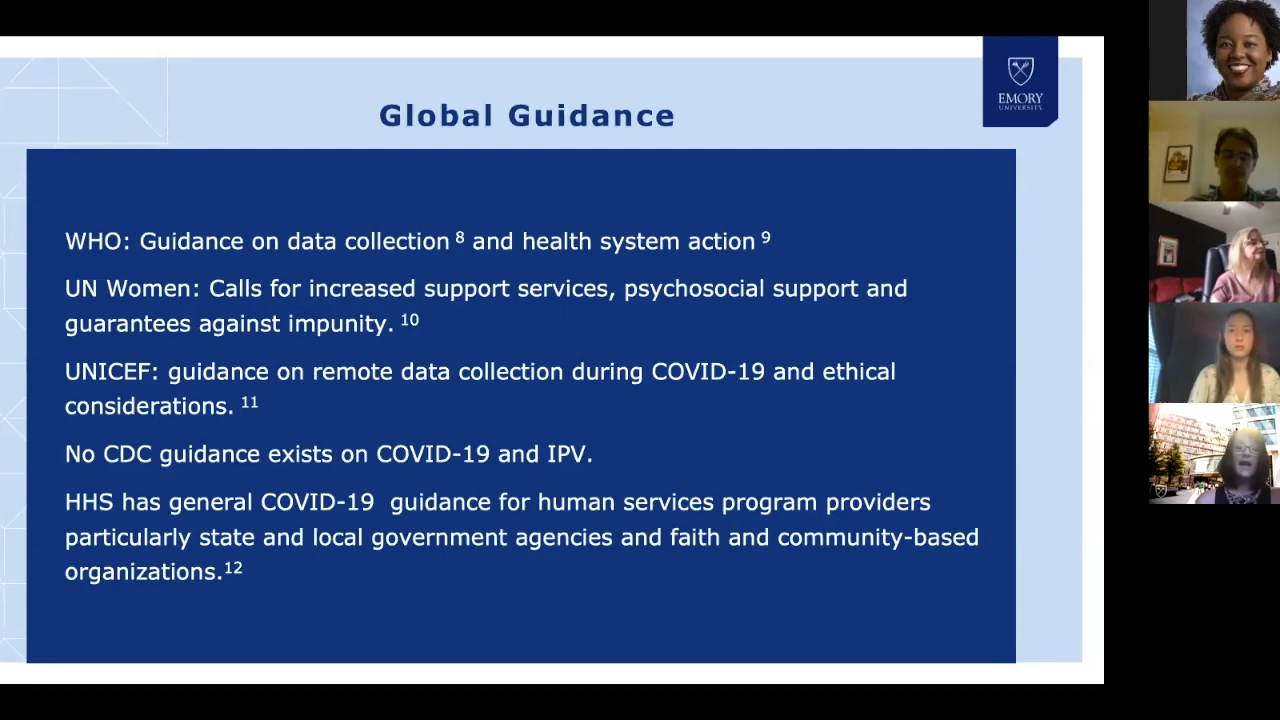 EMORY
UNIVERSITY
Global Guidance
WHO: Guidance on data collection 8 and health system action 9
UN Women: Calls for increased support services, psychosocial support and
guarantees against impunity. 10
UNICEF: guidance on remote data collection during COVID-19 and ethical
considerations. 11
No CDC guidance exists on COVID-19 and IPV.
HHS has general COVID-19 guidance for human services program providers
particularly state and local government agencies and faith and community-based
organizations.12